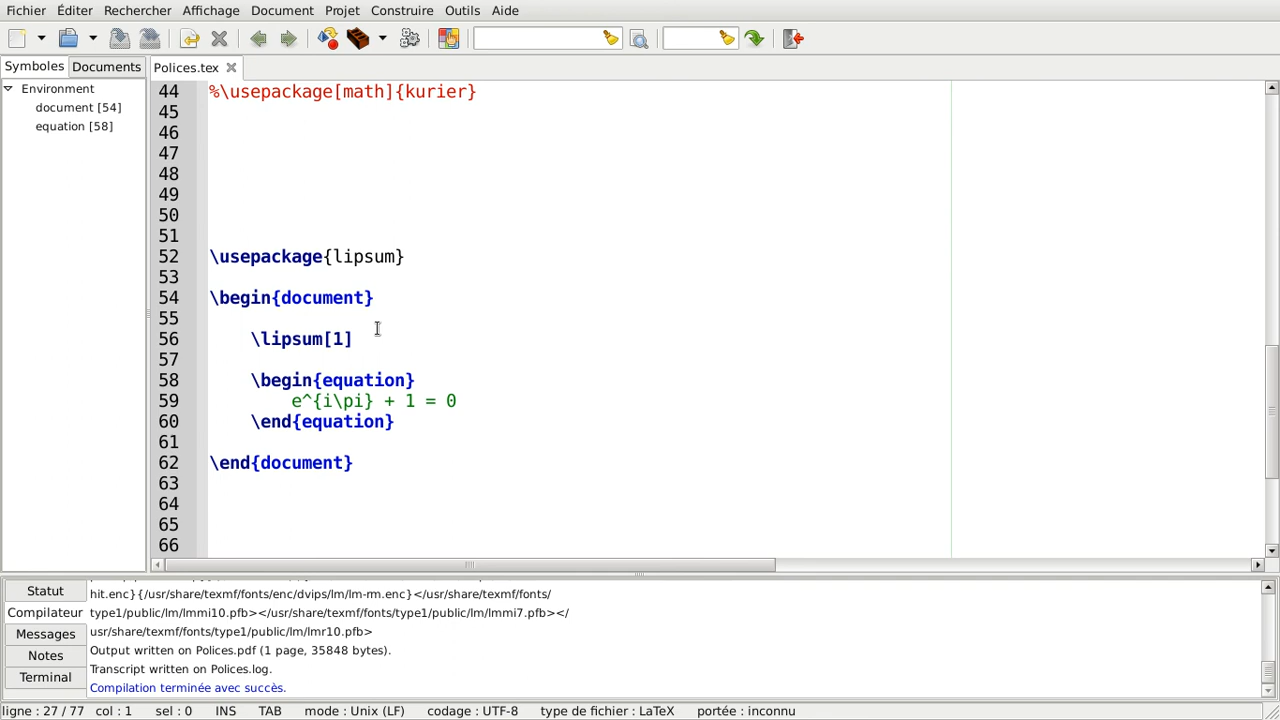 Fichier Éditer Rechercher Affichage Document Projet Construire Outils Aide
Symboles Documents
Polices.tex
Environment
document [54]
equation [58]
44 %\usepackage[math]{kurier}
45
46
47
48
49
50
51
52 \usepackage{lipsum}
53
54 \begin{document}
55
56 \lipsum[1]
57
58 \begin{equation}
59 e^{i\pi} + 1 = 0
60 \end{equation}
61
62 \end{document}
63
64
65
66
Statut
Compilateur
Messages
Notes
Terminal
hit.enc}{/usr/share/texmf/fonts/enc/dvips/lm/lm-rm.enc}</usr/share/texmf/fonts/
type1/public/lm/lmmi10.pfb></usr/share/texmf/fonts/type1/public/lm/lmmi7.pfb></
usr/share/texmf/fonts/type1/public/lm/lmr10.pfb>
Output written on Polices.pdf (1 page, 35848 bytes).
Transcript written on Polices.log.
Compilation terminée avec succès.
ligne : 27 / 77 col : 1 sel : 0 INS TAB mode : Unix (LF) codage : UTF-8 type de fichier : LaTeX portée : inconnu